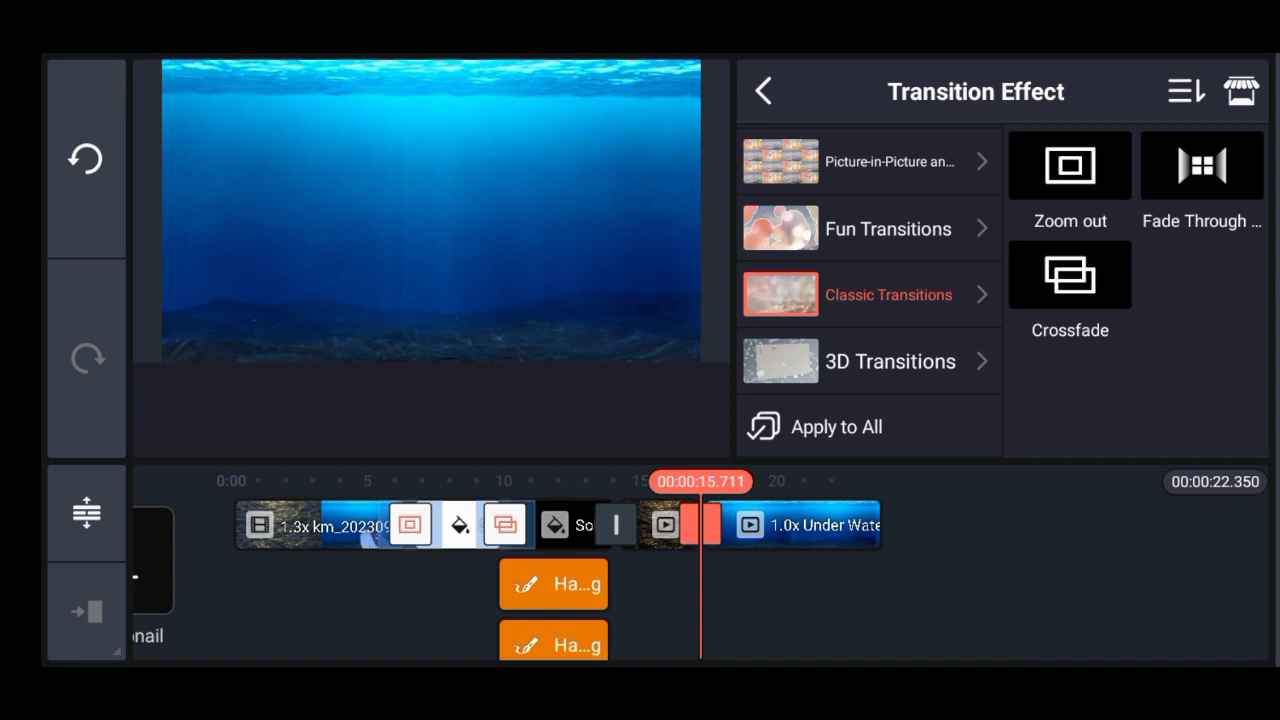 Transition Effect
Picture-in-Picture an...
Fun Transitions
Classic Transitions
3D Transitions
Apply to All
Zoom out
Fade Through ...
Crossfade
0:00
5
10
15
00:00:15.711
20
00:00:22.350
1.3x km_202309
So
1.0x Under Wate
Ha...g
Ha...g
nail